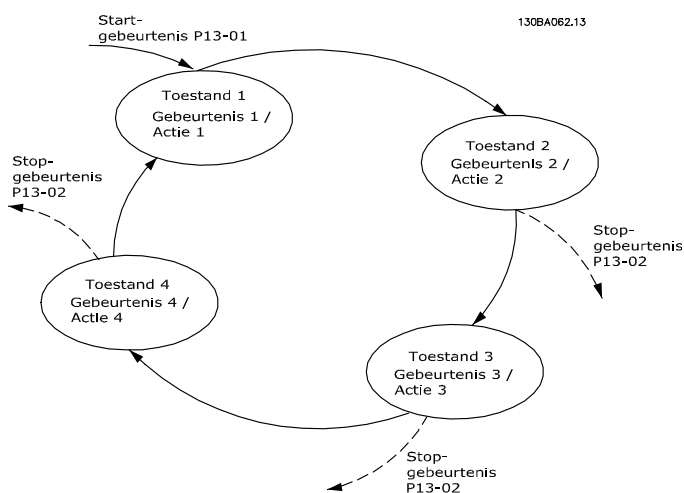 Start-
gebeurtenis P13-01
130BA062.13
Toestand 1
Gebeurtenis 1 /
Actie 1
Toestand 2
Gebeurtenis 2 /
Actie 2
Stop-
gebeurtenis
P13-02
Stop-
gebeurtenis
P13-02
Toestand 4
Gebeurtenis 4 /
Actie 4
Toestand 3
Gebeurtenis 3 /
Actie 3
Stop-
gebeurtenis
P13-02